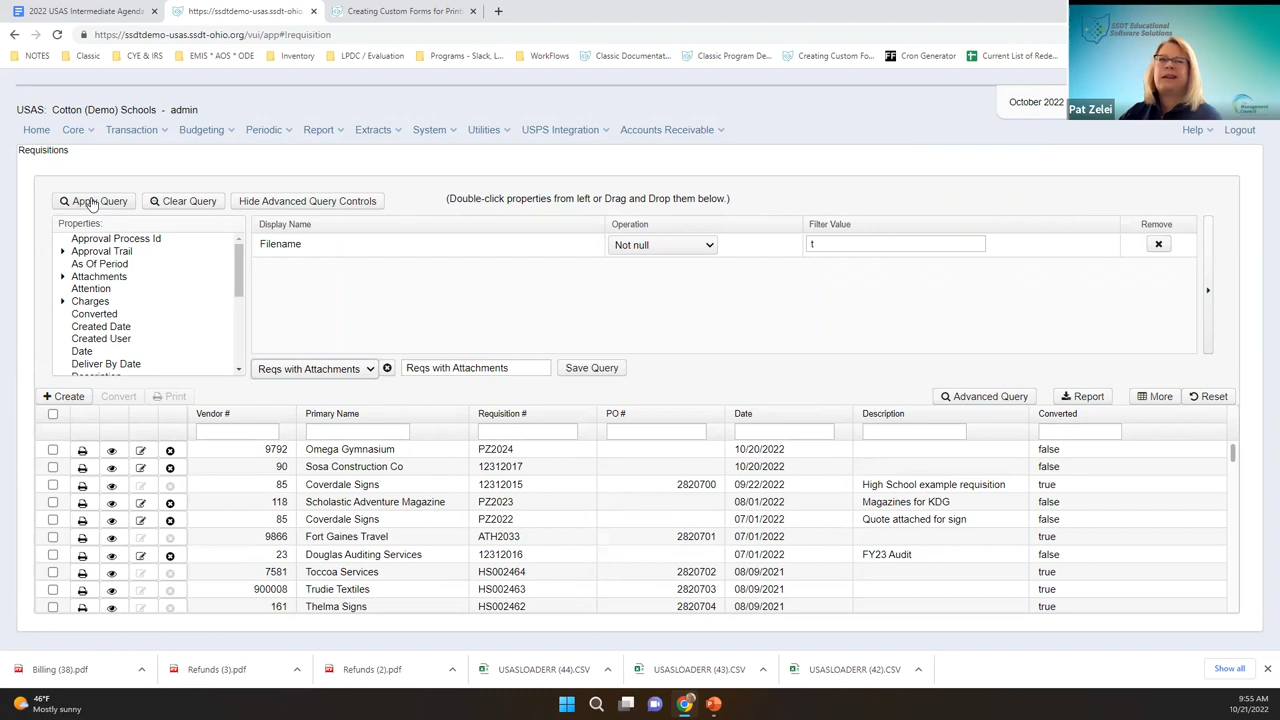 2022 USAS Intermediate Agenda
https://ssdtdemo-usas.ssdt-ohio
Creating Custom Forms for Print
https://ssdtdemo-usas.ssdt-ohio.org/vui/app#!requisition
NOTES
Classic
CYE & IRS
EMIS * AOS * ODE
Inventory
LPDC / Evaluation
Programs - Slack, L...
WorkFlows
Classic Documentat...
Classic Program De...
Creating Custom Fo...
Cron Generator
Current List of Rede...
SSDT Educational
Software Solutions
Management
Council
Pat Zelei
USAS: Cotton (Demo) Schools - admin
October 2022
Home Core Transaction Budgeting Periodic Report Extracts System Utilities USPS Integration Accounts Receivable Help Logout
Requisitions
Apply Query Clear Query Hide Advanced Query Controls (Double-click properties from left or Drag and Drop them below.)
Properties:
Approval Process Id
Approval Trail
As Of Period
Attachments
Attention
Charges
Converted
Created Date
Created User
Date
Deliver By Date
Display Name Operation Filter Value Remove
Filename Not null t
Reqs with Attachments Reqs with Attachments Save Query
Create Convert Print Advanced Query Report More Reset
Vendor # Primary Name Requisition # PO # Date Description Converted
9792 Omega Gymnasium PZ2024 10/20/2022 false
90 Sosa Construction Co 12312017 10/20/2022 false
85 Coverdale Signs 12312015 2820700 09/22/2022 High School example requisition true
118 Scholastic Adventure Magazine PZ2023 08/01/2022 Magazines for KDG false
85 Coverdale Signs PZ2022 07/01/2022 Quote attached for sign false
9866 Fort Gaines Travel ATH2033 2820701 07/01/2022 true
23 Douglas Auditing Services 12312016 07/01/2022 FY23 Audit false
7581 Toccoa Services HS002464 2820702 08/09/2021 true
900008 Trudie Textiles HS002463 2820703 08/09/2021 true
161 Thelma Signs HS002462 2820704 08/09/2021 true
Billing (38).pdf Refunds (3).pdf Refunds (2).pdf USASLOADERR (44).CSV USASLOADERR (43).CSV USASLOADERR (42).CSV Show all
46°F
Mostly sunny
9:55 AM
10/21/2022